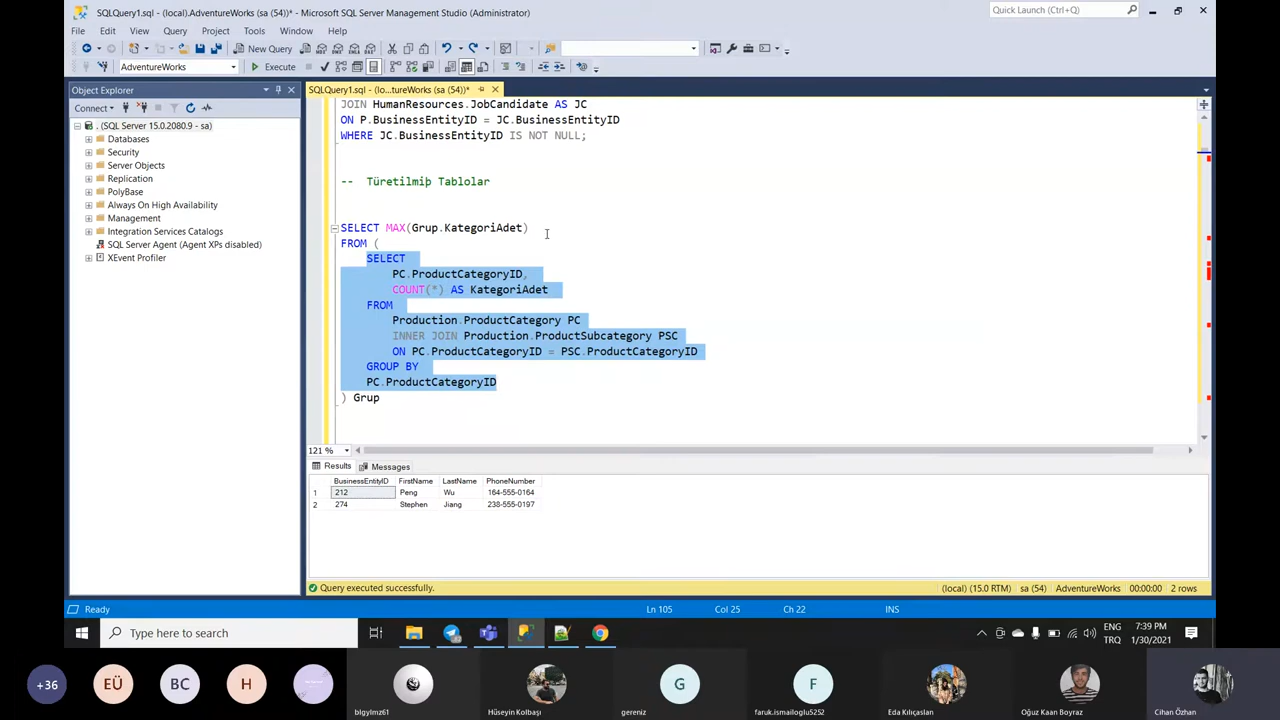 SQLQuery1.sql - (local).AdventureWorks (sa (54))* - Microsoft SQL Server Management Studio (Administrator)
Quick Launch (Ctrl+Q)
File Edit View Query Project Tools Window Help
New Query
AdventureWorks
Execute
Object Explorer
SQLQuery1.sql - (lo...tureWorks (sa (54))*
Connect
. (SQL Server 15.0.2080.9 - sa)
Databases
Security
Server Objects
Replication
PolyBase
Always On High Availability
Management
Integration Services Catalogs
SQL Server Agent (Agent XPs disabled)
XEvent Profiler
JOIN HumanResources.JobCandidate AS JC
ON P.BusinessEntityID = JC.BusinessEntityID
WHERE JC.BusinessEntityID IS NOT NULL;
-- Türetilmiþ Tablolar
SELECT MAX(Grup.KategoriAdet)
FROM (
SELECT
PC.ProductCategoryID,
COUNT(*) AS KategoriAdet
FROM
Production.ProductCategory PC
INNER JOIN Production.ProductSubcategory PSC
ON PC.ProductCategoryID = PSC.ProductCategoryID
GROUP BY
PC.ProductCategoryID
) Grup
121 %
Results Messages
BusinessEntityID FirstName LastName PhoneNumber
1 212 Peng Wu 164-555-0164
2 274 Stephen Jiang 238-555-0197
Query executed successfully.
(local) (15.0 RTM) sa (54) AdventureWorks 00:00:00 2 rows
Ready
Ln 105 Col 25 Ch 22 INS
Type here to search
ENG
TRQ
7:39 PM
1/30/2021
+36 EÜ BC H G F
blgylmz61 Hüseyin Kolbaşı gereniz faruk.ismailoglu5252 Eda Kılıçaslan Oğuz Kaan Boyraz Cihan Özhan